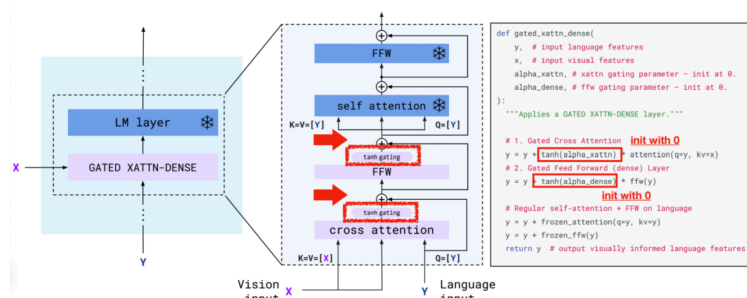 LM layer
GATED XATTN-DENSE
X
Y
FFW
self attention
K=V=[Y]
Q=[Y]
tanh gating
FFW
tanh gating
cross attention
K=V=[X]
Q=[Y]
Vision X
input
Y Language
input
def gated_xattn_dense(
y, # input language features
x, # input visual features
alpha_xattn, # xattn gating parameter – init at 0.
alpha_dense, # ffw gating parameter – init at 0.
):
"""Applies a GATED XATTN-DENSE layer."""
# 1. Gated Cross Attention init with 0
y = y + tanh(alpha_xattn) * attention(q=y, kv=x)
# 2. Gated Feed Forward (dense) Layer
y = y + tanh(alpha_dense) * ffw(y)
init with 0
# Regular self-attention + FFW on language
y = y + frozen_attention(q=y, kv=y)
y = y + frozen_ffw(y)
return y # output visually informed language features